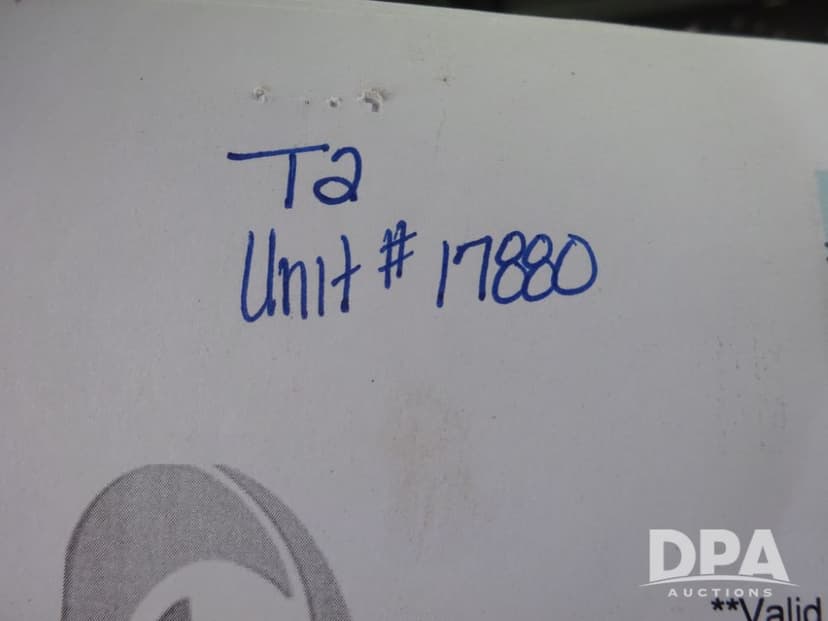 T2
Unit # 17880
DPA
AUCTIONS
**Valid